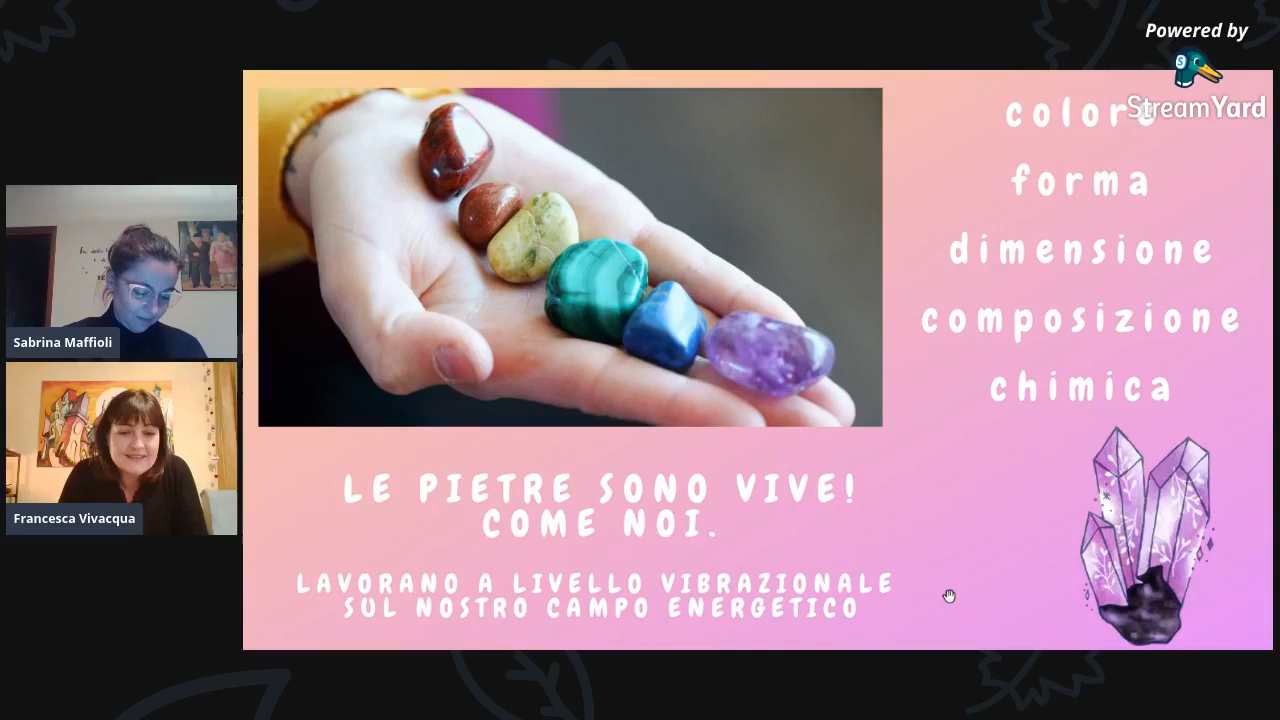 Powered by
StreamYard
colore
forma
dimensione
composizione
chimica
LE PIETRE SONO VIVE!
COME NOI.
LAVORANO A LIVELLO VIBRAZIONALE
SUL NOSTRO CAMPO ENERGETICO
Sabrina Maffioli
Francesca Vivacqua